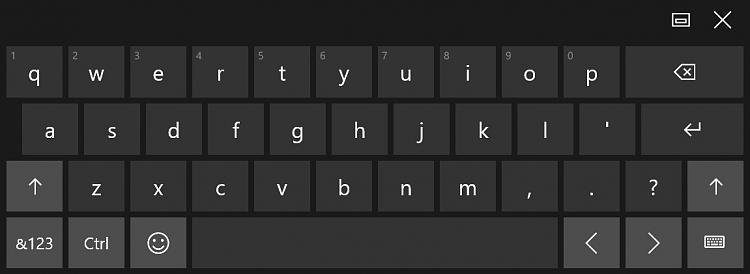 1 q 2 w 3 e 4 r 5 t 6 y 7 u 8 i 9 o 0 p
a s d f g h j k l '
z x c v b n m , . ?
&123 Ctrl